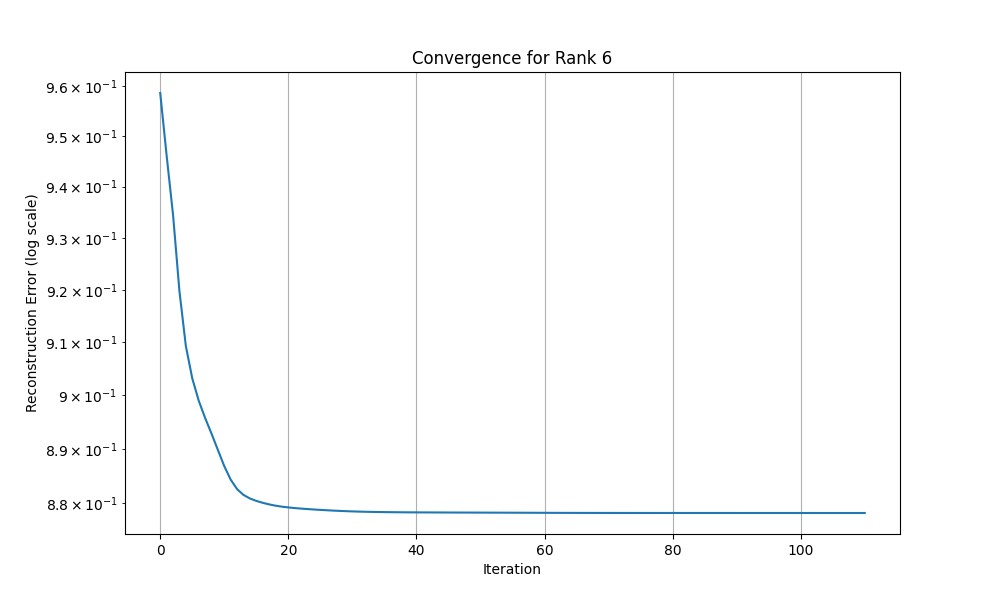 Convergence for Rank 6
Reconstruction Error (log scale)
9.6 × 10⁻¹
9.5 × 10⁻¹
9.4 × 10⁻¹
9.3 × 10⁻¹
9.2 × 10⁻¹
9.1 × 10⁻¹
9 × 10⁻¹
8.9 × 10⁻¹
8.8 × 10⁻¹
0 20 40 60 80 100
Iteration